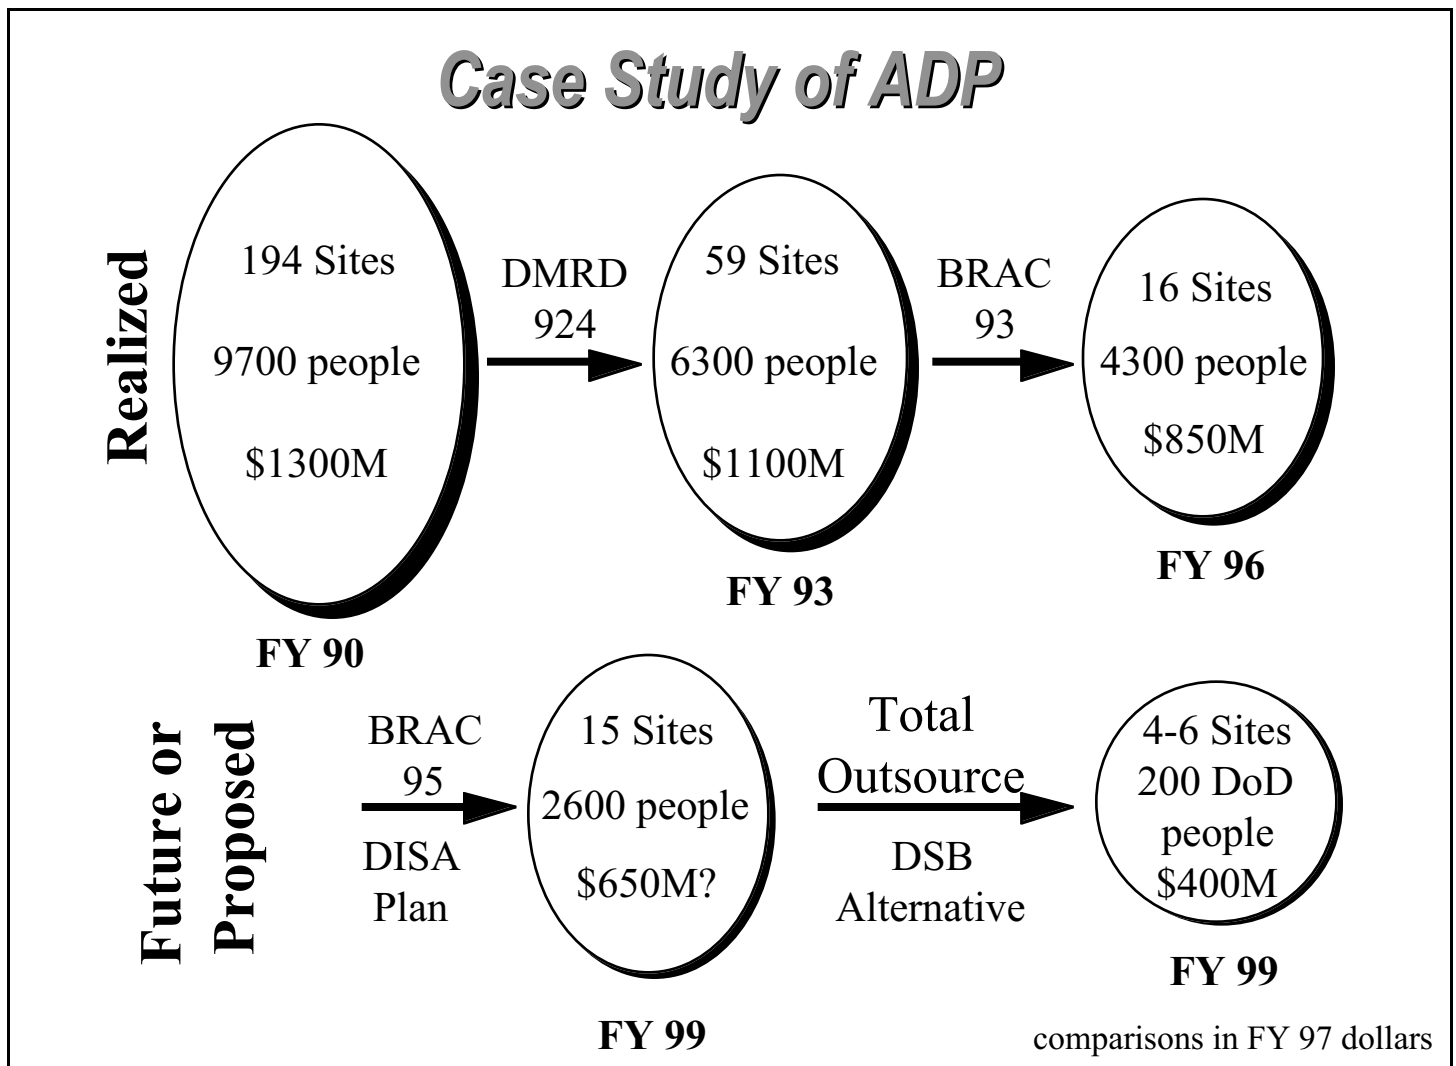 Case Study of ADP
Realized
194 Sites
9700 people
$1300M
FY 90
DMRD
924
59 Sites
6300 people
$1100M
FY 93
BRAC
93
16 Sites
4300 people
$850M
FY 96
Future or
Proposed
BRAC
95
DISA
Plan
15 Sites
2600 people
$650M?
FY 99
Total
Outsource
DSB
Alternative
4-6 Sites
200 DoD
people
$400M
FY 99
comparisons in FY 97 dollars